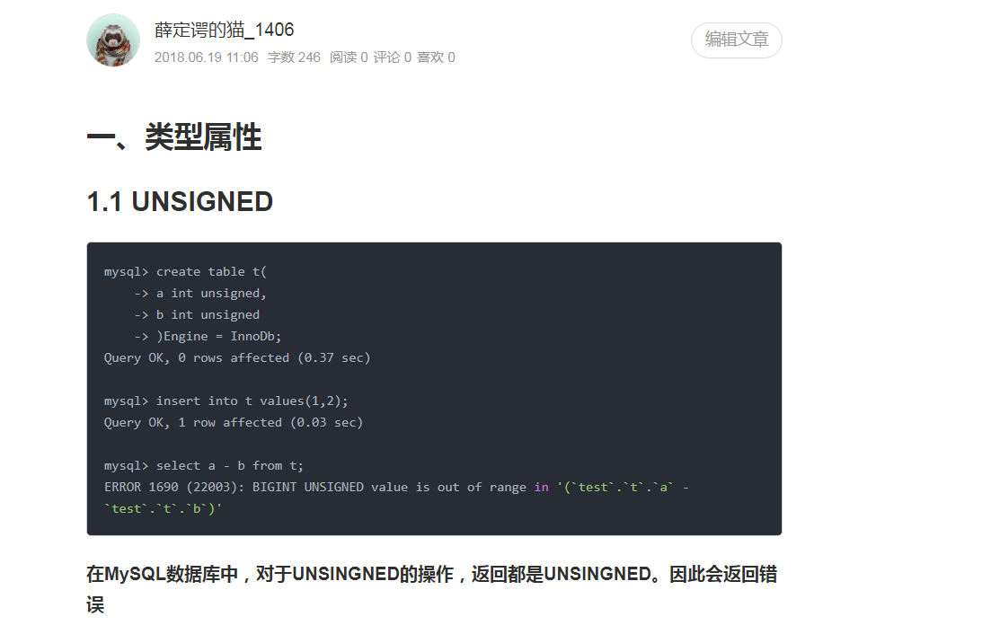 薛定谔的猫_1406
编辑文章
2018.06.19 11:06 字数 246 阅读 0 评论 0 喜欢 0
一、类型属性
1.1 UNSIGNED
mysql> create table t(
    -> a int unsigned,
    -> b int unsigned
    -> )Engine = InnoDb;
Query OK, 0 rows affected (0.37 sec)
mysql> insert into t values(1,2);
Query OK, 1 row affected (0.03 sec)
mysql> select a - b from t;
ERROR 1690 (22003): BIGINT UNSIGNED value is out of range in '(`test`.`t`.`a` -
`test`.`t`.`b`)'
在MySQL数据库中，对于UNSINGNED的操作，返回都是UNSINGNED。因此会返回错
误